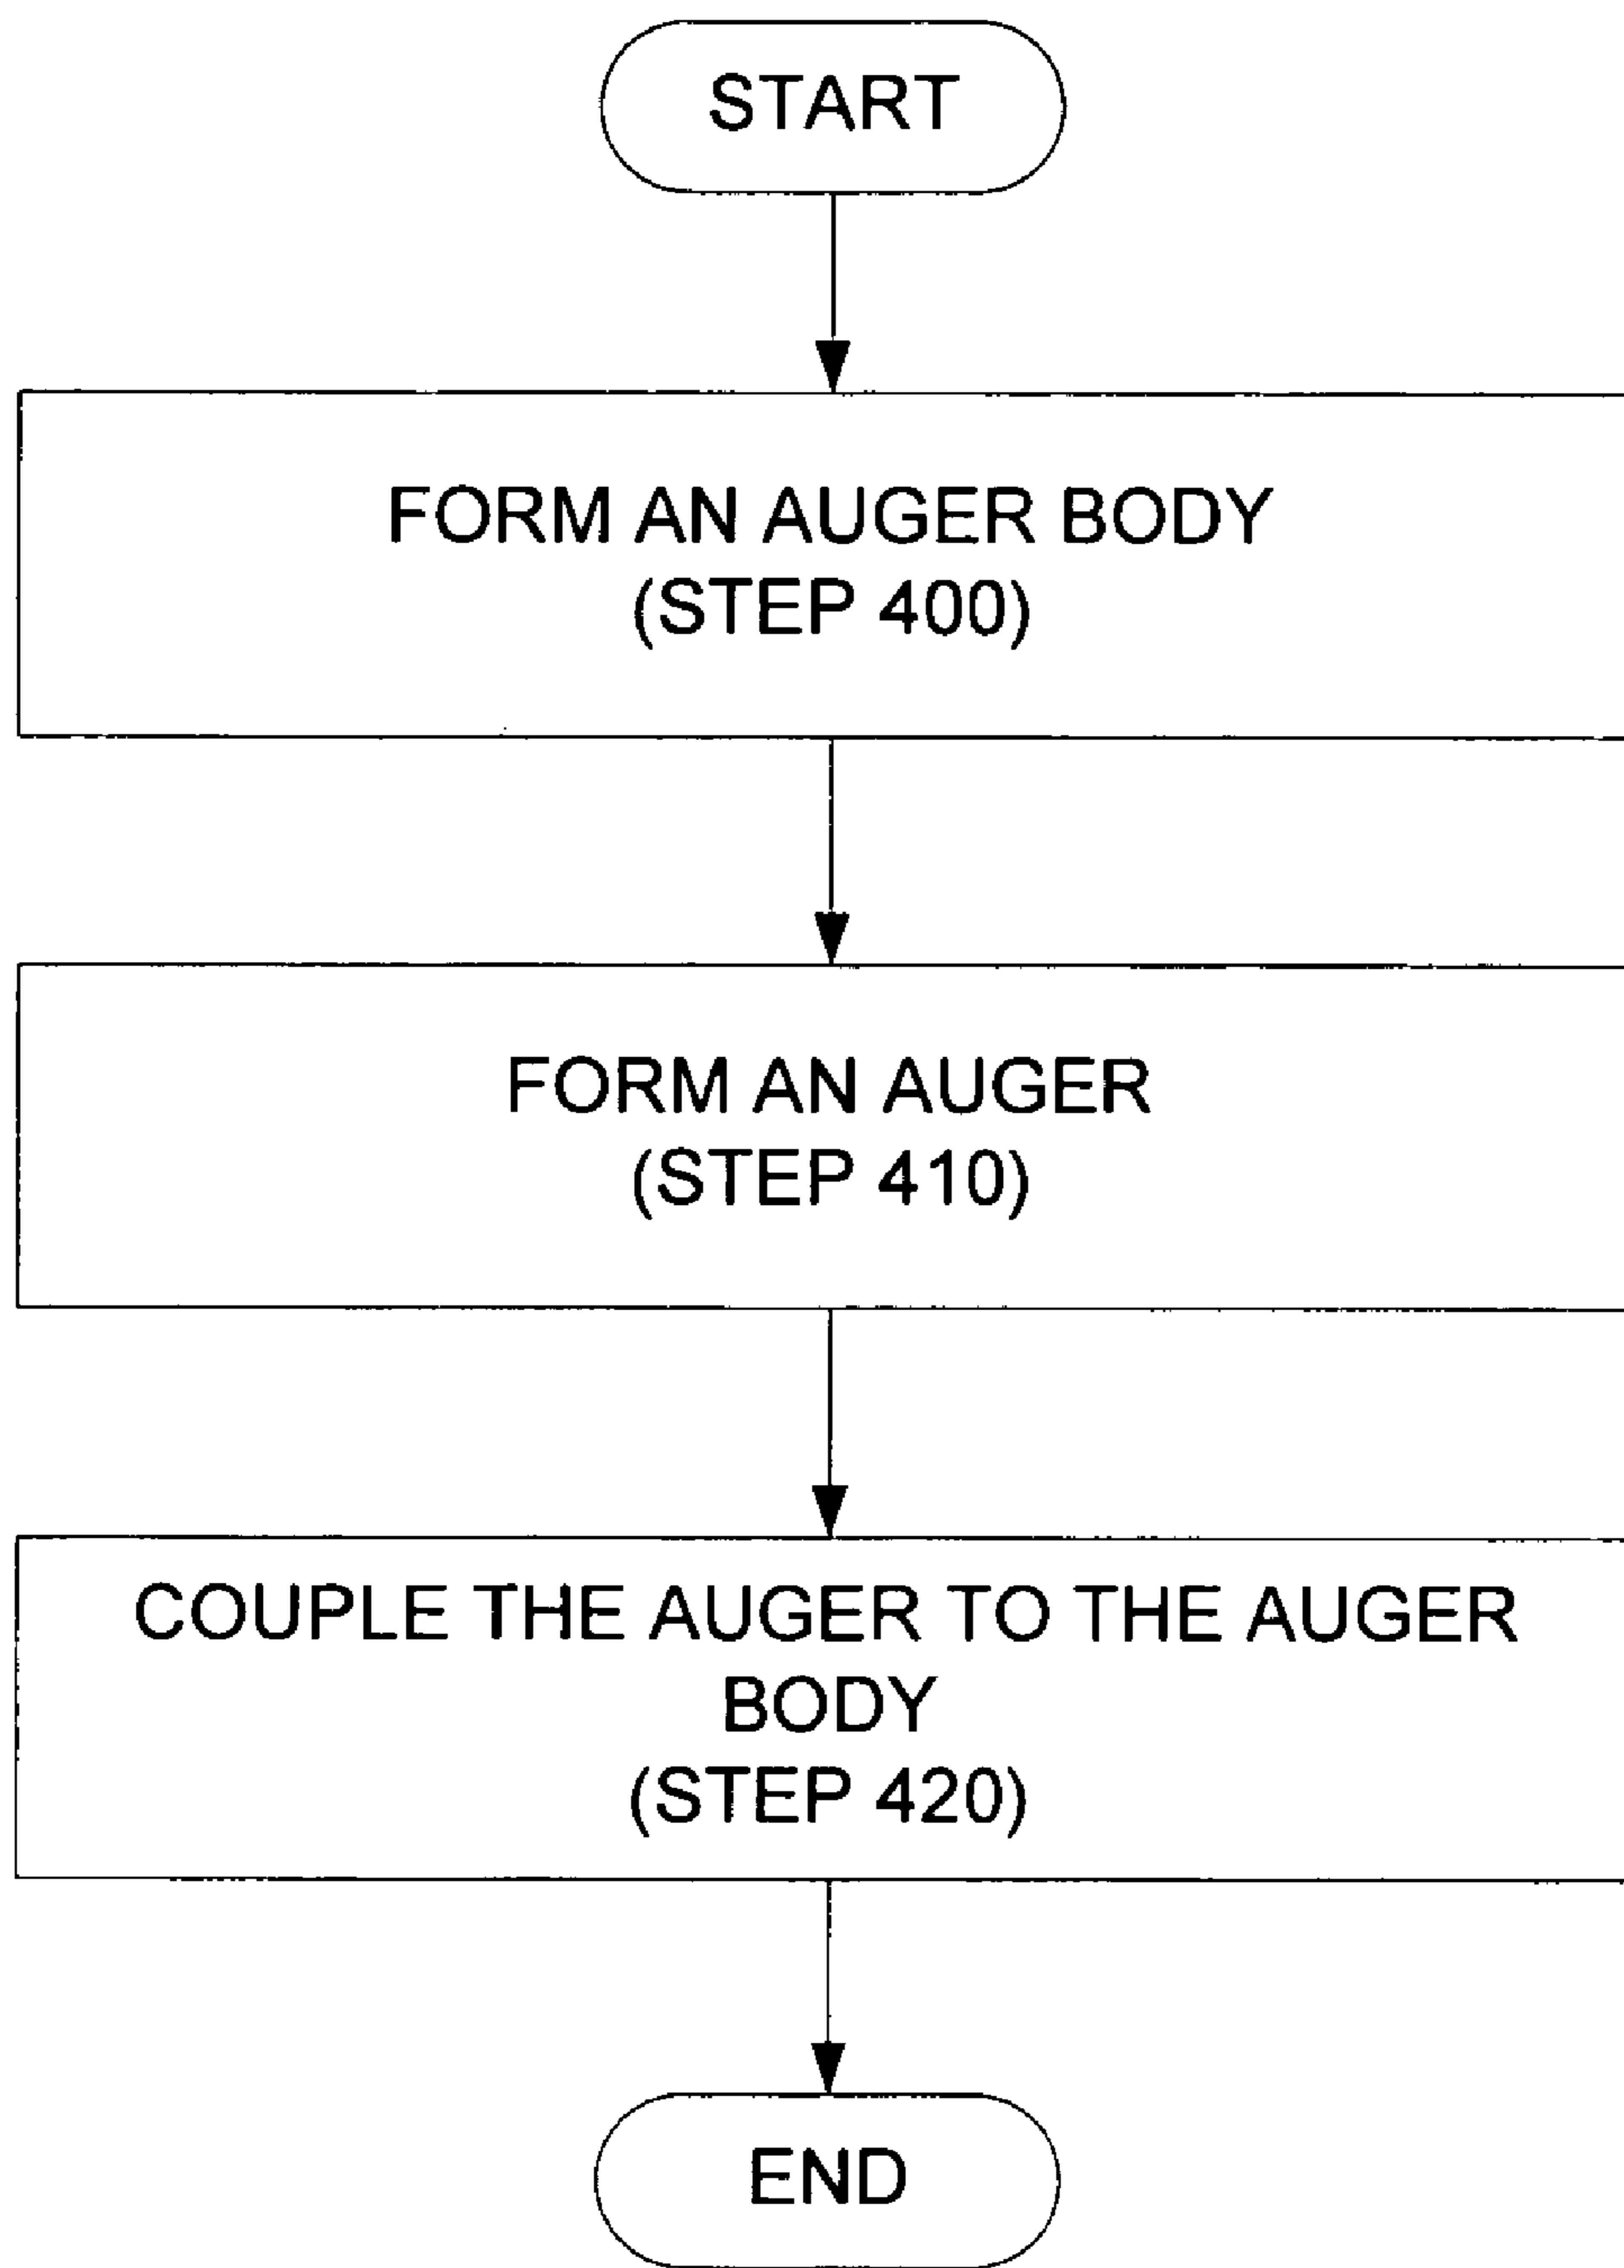 START
FORM AN AUGER BODY
(STEP 400)
FORM AN AUGER
(STEP 410)
COUPLE THE AUGER TO THE AUGER
BODY
(STEP 420)
END